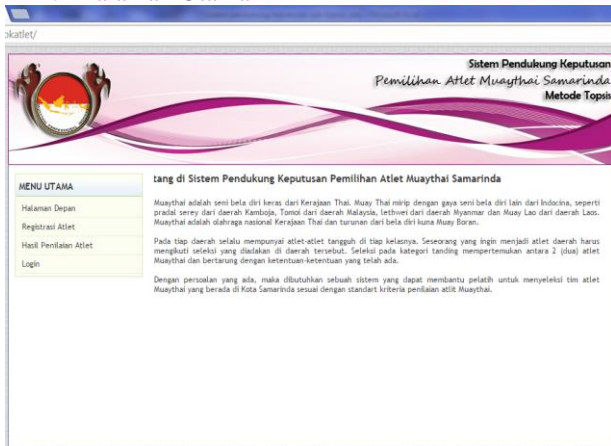 okatlet/
Sistem Pendukung Keputusan
Pemilihan Atlet Muaythai Samarinda
Metode Topsis
MENU UTAMA
Halaman Depan
Registrasi Atlet
Hasil Penilaian Atlet
Login
tang di Sistem Pendukung Keputusan Pemilihan Atlet Muaythai Samarinda
Muaythai adalah seni bela diri keras dari Kerajaan Thai. Muay Thai mirip dengan gaya seni bela diri lain dari Indocina, seperti
pradal serey dari daerah Kamboja, Tomoi dari daerah Malaysia, lethwei dari daerah Myanmar dan Muay Lao dari daerah Laos.
Muaythai adalah olahraga nasional Kerajaan Thai dan turunan dari bela diri kuna Muay Boran.
Pada tiap daerah selalu mempunyai atlet-atlet tangguh di tiap kelasnya. Seseorang yang ingin menjadi atlet daerah harus
mengikuti seleksi yang diadakan di daerah tersebut. Seleksi pada kategori tanding mempertemukan antara 2 (dua) atlet
Muaythai dan bertarung dengan ketentuan-ketentuan yang telah ada.
Dengan persoalan yang ada, maka dibutuhkan sebuah sistem yang dapat membantu pelatih untuk menyeleksi tim atlet
Muaythai yang berada di Kota Samarinda sesuai dengan standart kriteria penilaian atlit Muaythai.